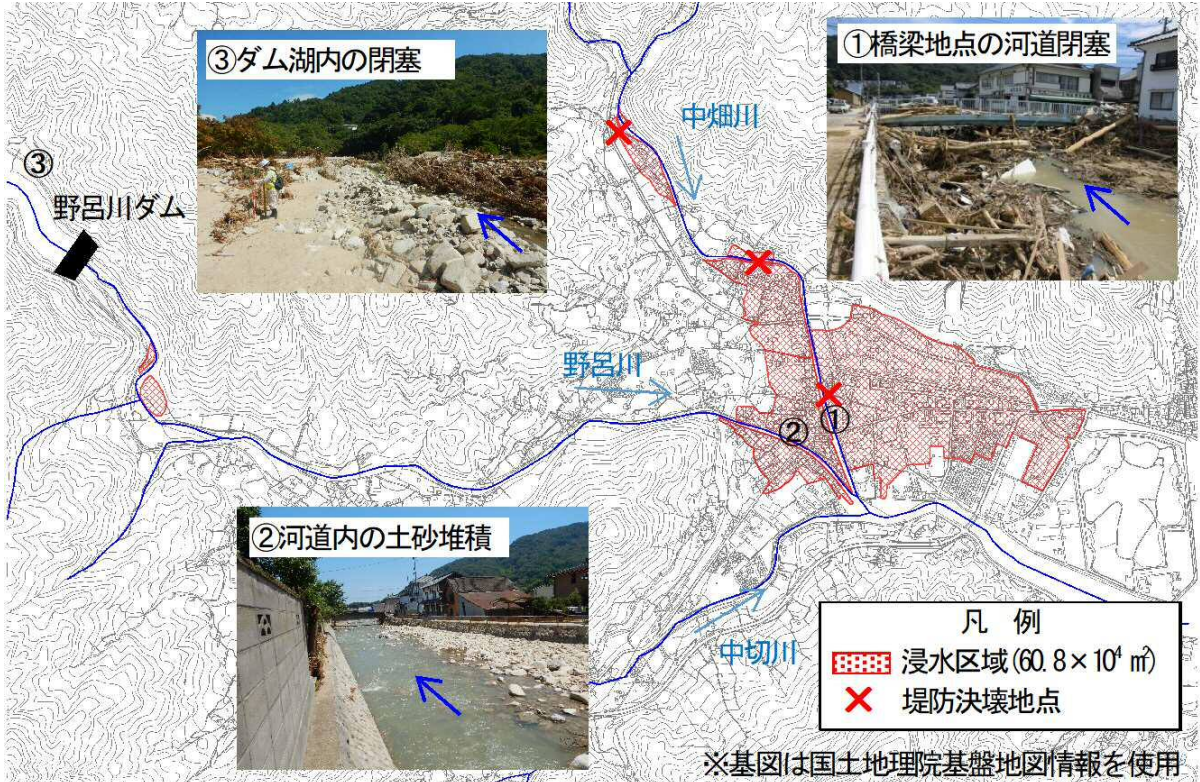 ③ダム湖内の閉塞
①橋梁地点の河道閉塞
中畑川
③
野呂川ダム
野呂川
②
①
②河道内の土砂堆積
中切川
凡 例
浸水区域(60.8×10⁴ ㎡)
堤防決壊地点
※基図は国土地理院基盤地図情報を使用